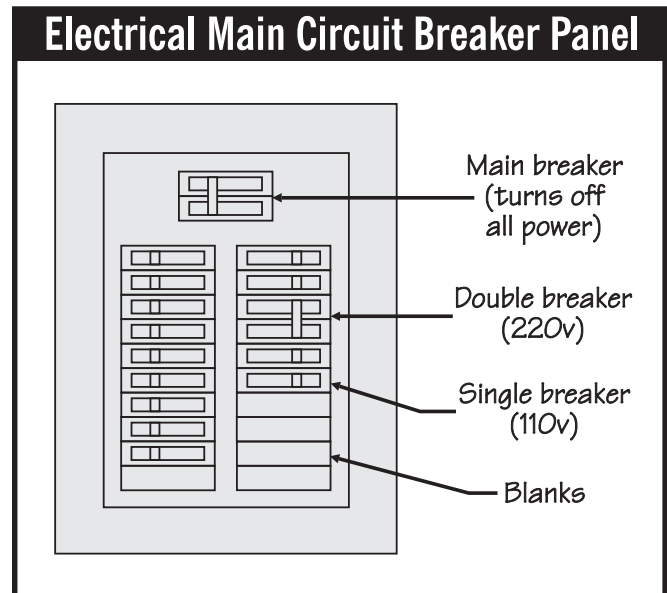 Electrical Main Circuit Breaker Panel
Main breaker
(turns off
all power)
Double breaker
(220v)
Single breaker
(110v)
Blanks